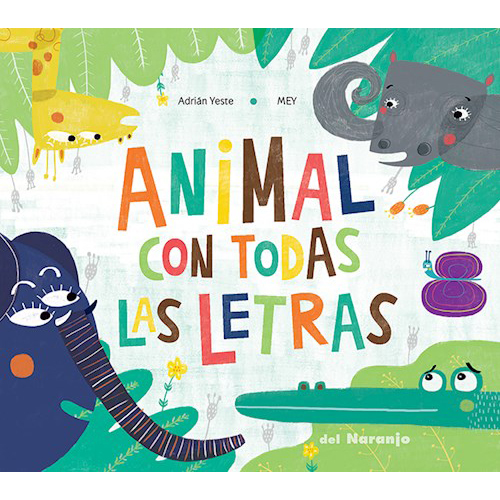 Adrián Yeste • MEY
ANiMAL
CON TODAS
LAS LETRAS
del Naranjo